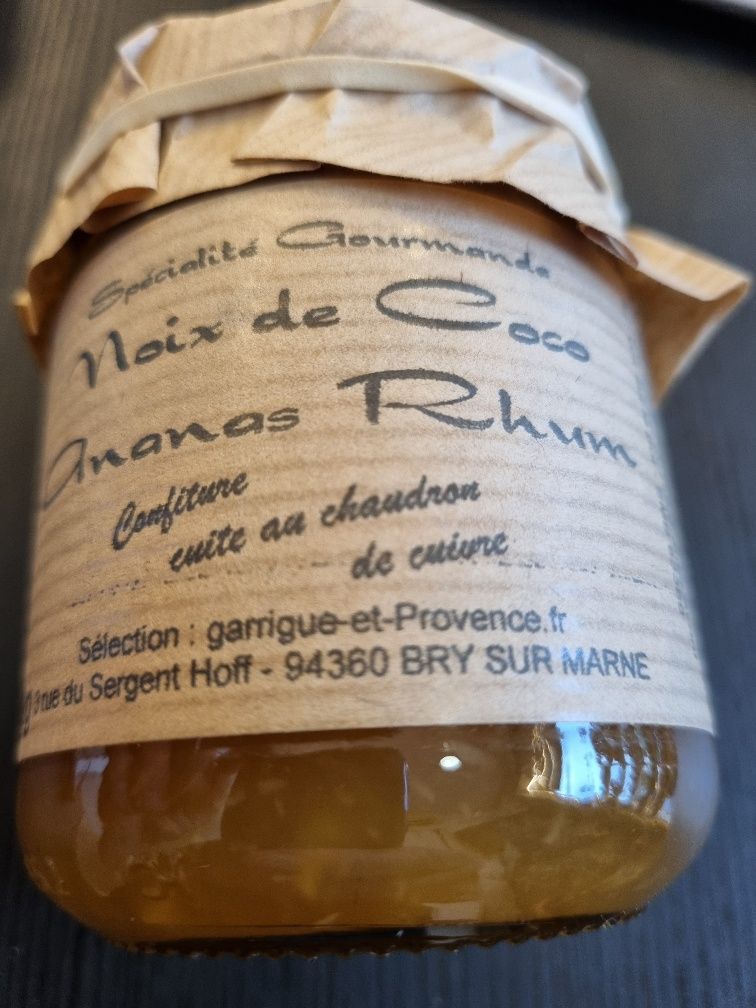 Spécialité Gourmande
Noix de Coco
Ananas Rhum
Confiture
cuite au chaudron
de cuivre
Sélection : garrigue-et-Provence.fr
rue du Sergent Hoff - 94360 BRY SUR MARNE